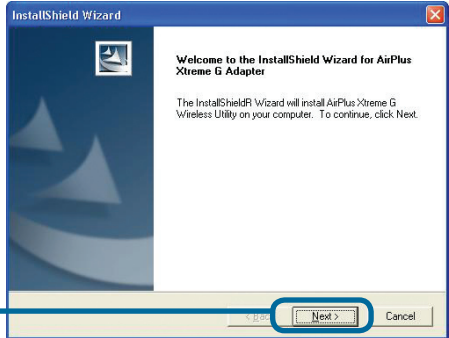 InstallShield Wizard
Welcome to the InstallShield Wizard for AirPlus
Xtreme G Adapter
The InstallShieldR Wizard will install AirPlus Xtreme G
Wireless Utility on your computer. To continue, click Next.
< Back
Next >
Cancel